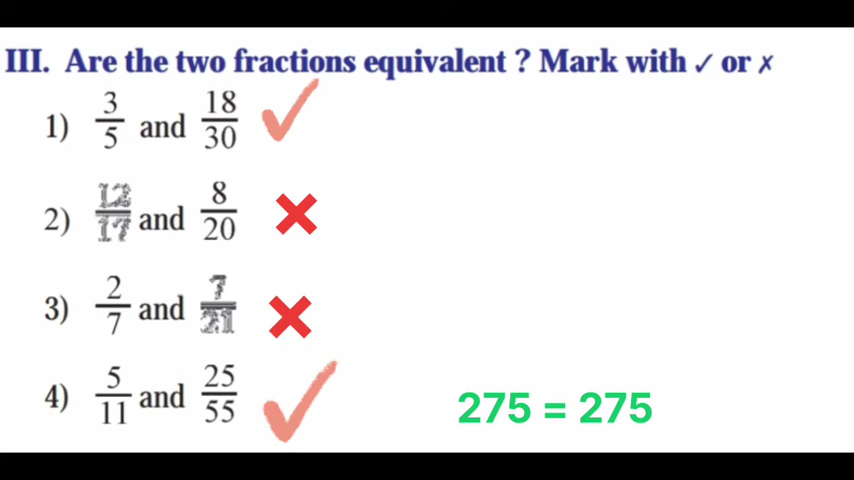 III. Are the two fractions equivalent ? Mark with ✓ or ✗
1) 3/5 and 18/30 ✓
2) 12/17 and 8/20 ✗
3) 2/7 and 7/21 ✗
4) 5/11 and 25/55 ✓
275 = 275